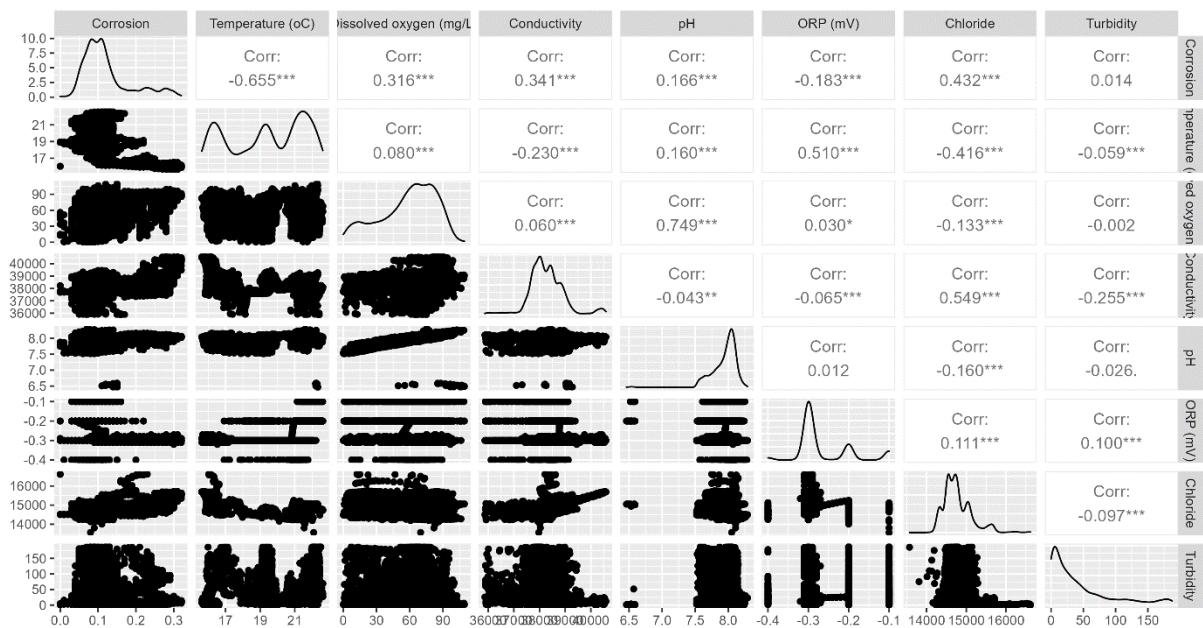 Corrosion Temperature (oC) Dissolved oxygen (mg/L Conductivity pH ORP (mV) Chloride Turbidity
10.0
7.5
5.0
2.5
0.0
Corr: Corr: Corr: Corr: Corr: Corr: Corr:
-0.655*** 0.316*** 0.341*** 0.166*** -0.183*** 0.432*** 0.014
Corrosion
21
19
17
Corr: Corr: Corr: Corr: Corr: Corr:
0.080*** -0.230*** 0.160*** 0.510*** -0.416*** -0.059***
nperature (
90
60
30
0
Corr: Corr: Corr: Corr: Corr:
0.060*** 0.749*** 0.030* -0.133*** -0.002
ed oxygen
40000
39000
38000
37000
36000
Corr: Corr: Corr: Corr:
-0.043** -0.065*** 0.549*** -0.255***
Conductivit
8.0
7.5
7.0
6.5
Corr: Corr: Corr:
0.012 -0.160*** -0.026.
pH
-0.1
-0.2
-0.3
-0.4
Corr: Corr:
0.111*** 0.100***
ORP (mV)
16000
15000
14000
Corr:
-0.097***
Chloride
150
100
50
0
Turbidity
0.0 0.1 0.2 0.3 17 19 21 0 30 60 90 36000 37000 38000 39000 40000 6.5 7.0 7.5 8.0 -0.4 -0.3 -0.2 -0.1 14000 15000 16000 0 50 100 150